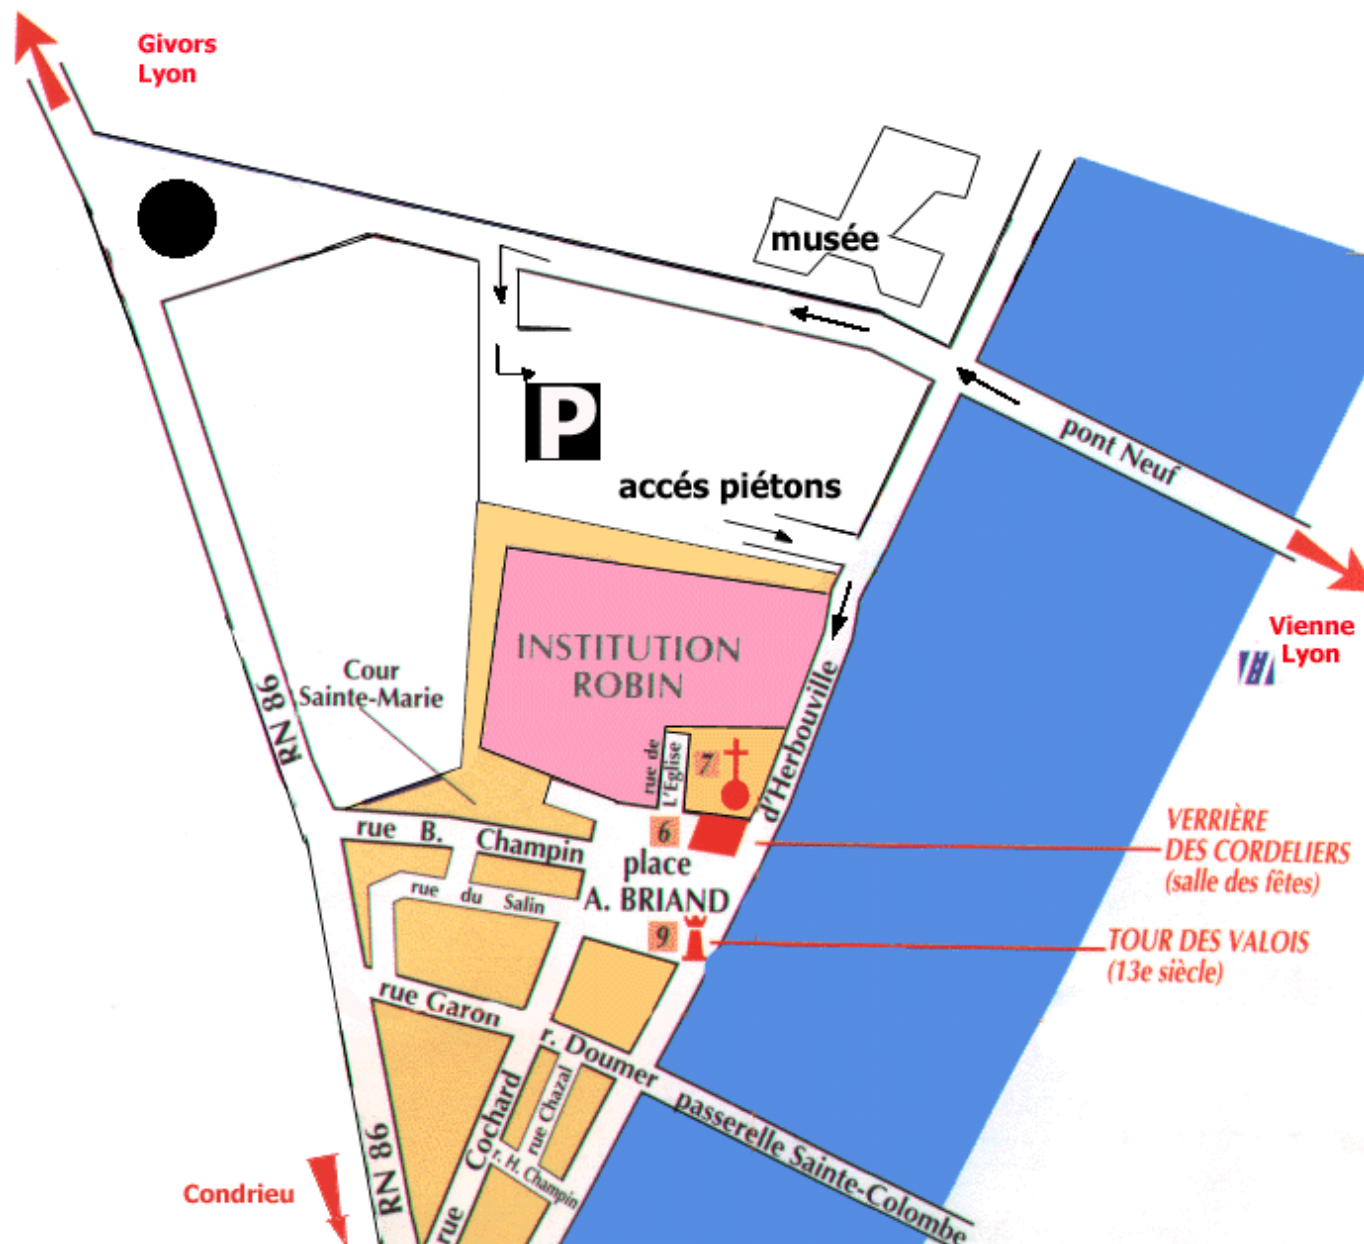 Givors
Lyon
musée
P
pont Neuf
accés piétons
Vienne
Lyon
INSTITUTION
ROBIN
Cour
Sainte-Marie
RN 86
rue de
L'Eglise
7
d'Herbouville
6
rue B. Champin
place
A. BRIAND
VERRIÈRE
DES CORDELIERS
(salle des fêtes)
rue du Salin
9
TOUR DES VALOIS
(13e siècle)
rue Garon
r. Doumer
rue Chazal
rue Cochard
passerelle Sainte-Colombe
r. H. Champin
RN 86
Condrieu